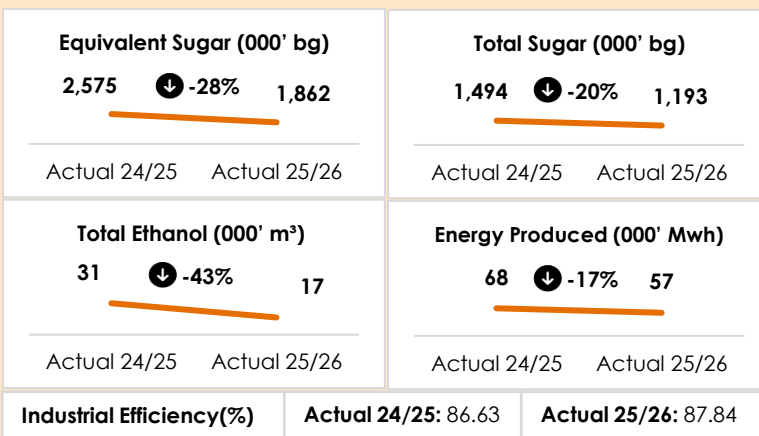 Equivalent Sugar (000' bg)
2,575 -28% 1,862
Actual 24/25 Actual 25/26
Total Sugar (000' bg)
1,494 -20% 1,193
Actual 24/25 Actual 25/26
Total Ethanol (000' m³)
31 -43% 17
Actual 24/25 Actual 25/26
Energy Produced (000' Mwh)
68 -17% 57
Actual 24/25 Actual 25/26
Industrial Efficiency(%) Actual 24/25: 86.63 Actual 25/26: 87.84